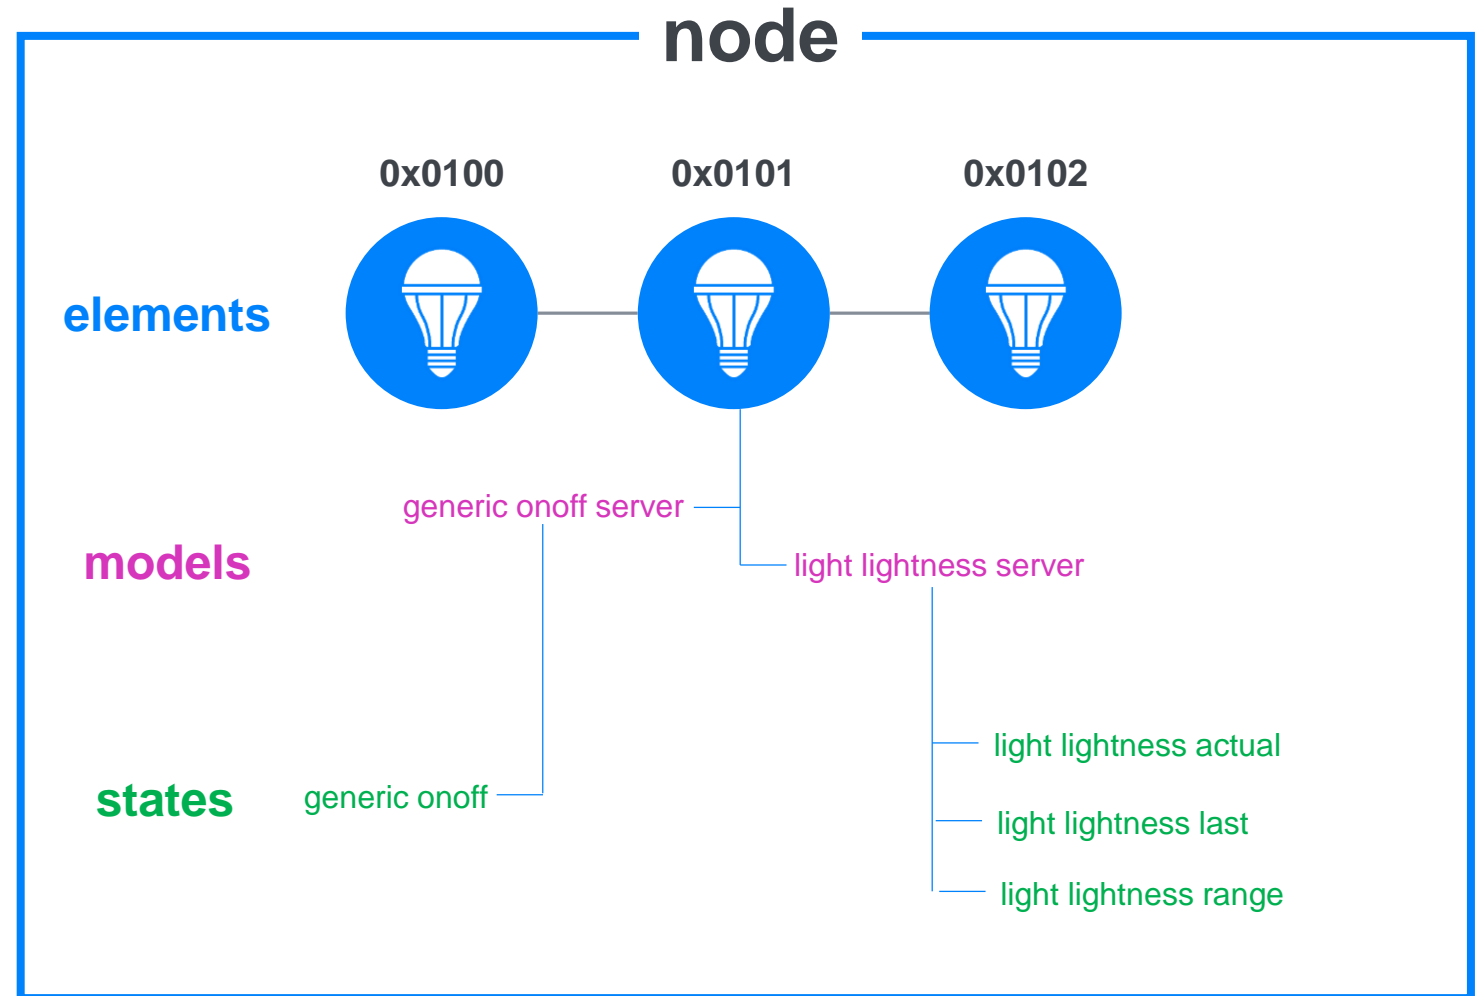 node
0x0100
0x0101
0x0102
elements
generic onoff server
models
light lightness server
light lightness actual
states
generic onoff
light lightness last
light lightness range